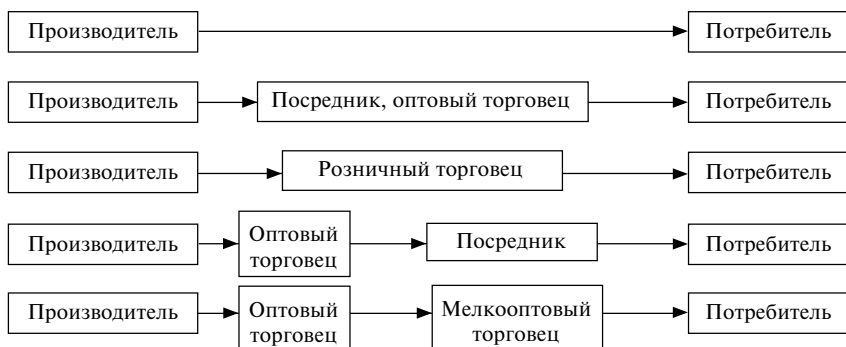 Производитель
Потребитель
Производитель
Посредник, оптовый торговец
Потребитель
Производитель
Розничный торговец
Потребитель
Производитель
Оптовый
торговец
Посредник
Потребитель
Производитель
Оптовый
торговец
Мелкооптовый
торговец
Потребитель